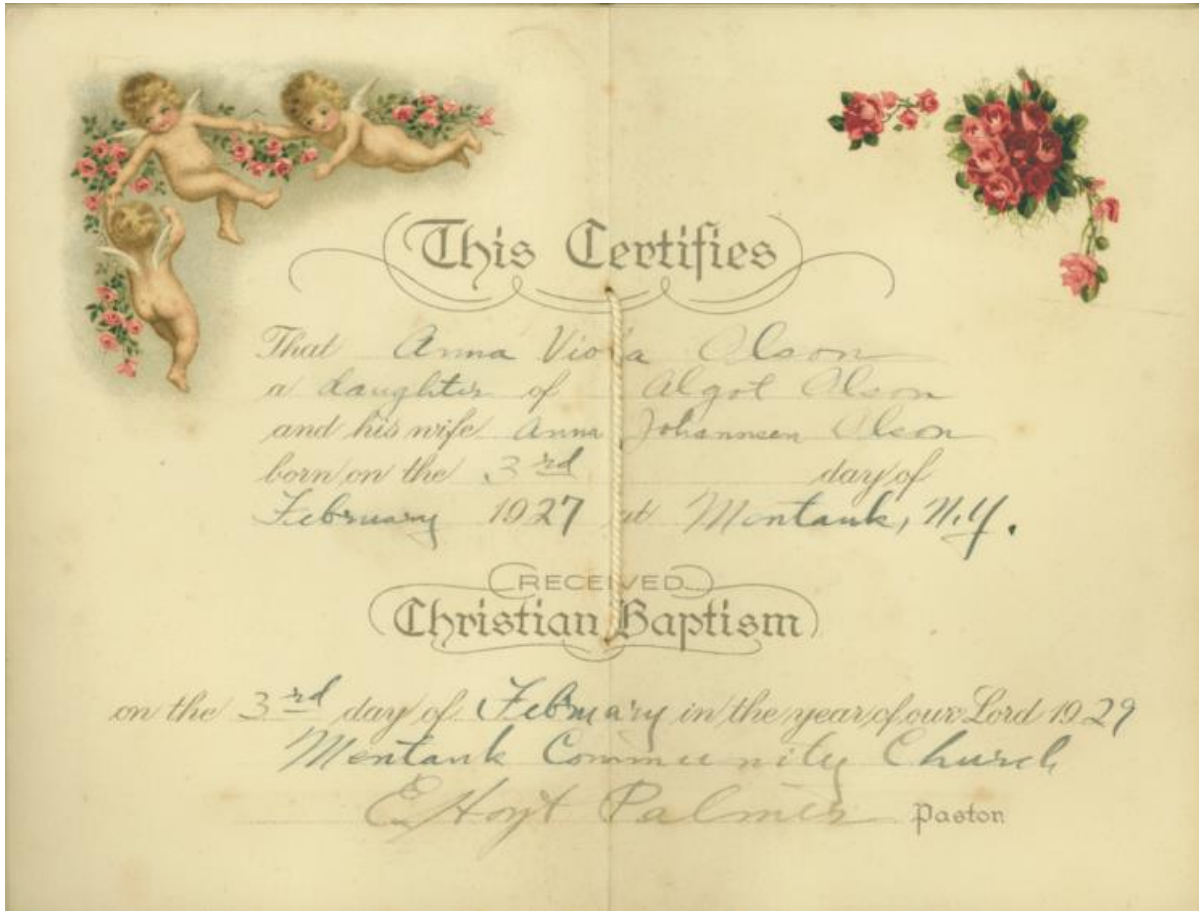 This Certifies
That Anna Viola Olson
a daughter of Algot Olson
and his wife Anna Johannsen Olson
born on the 3rd day of
February 1927 at Montauk, N.Y.
RECEIVED
Christian Baptism
on the 3rd day of February in the year of our Lord 1929
Montauk Community Church
E Hoyt Palmer Pastor